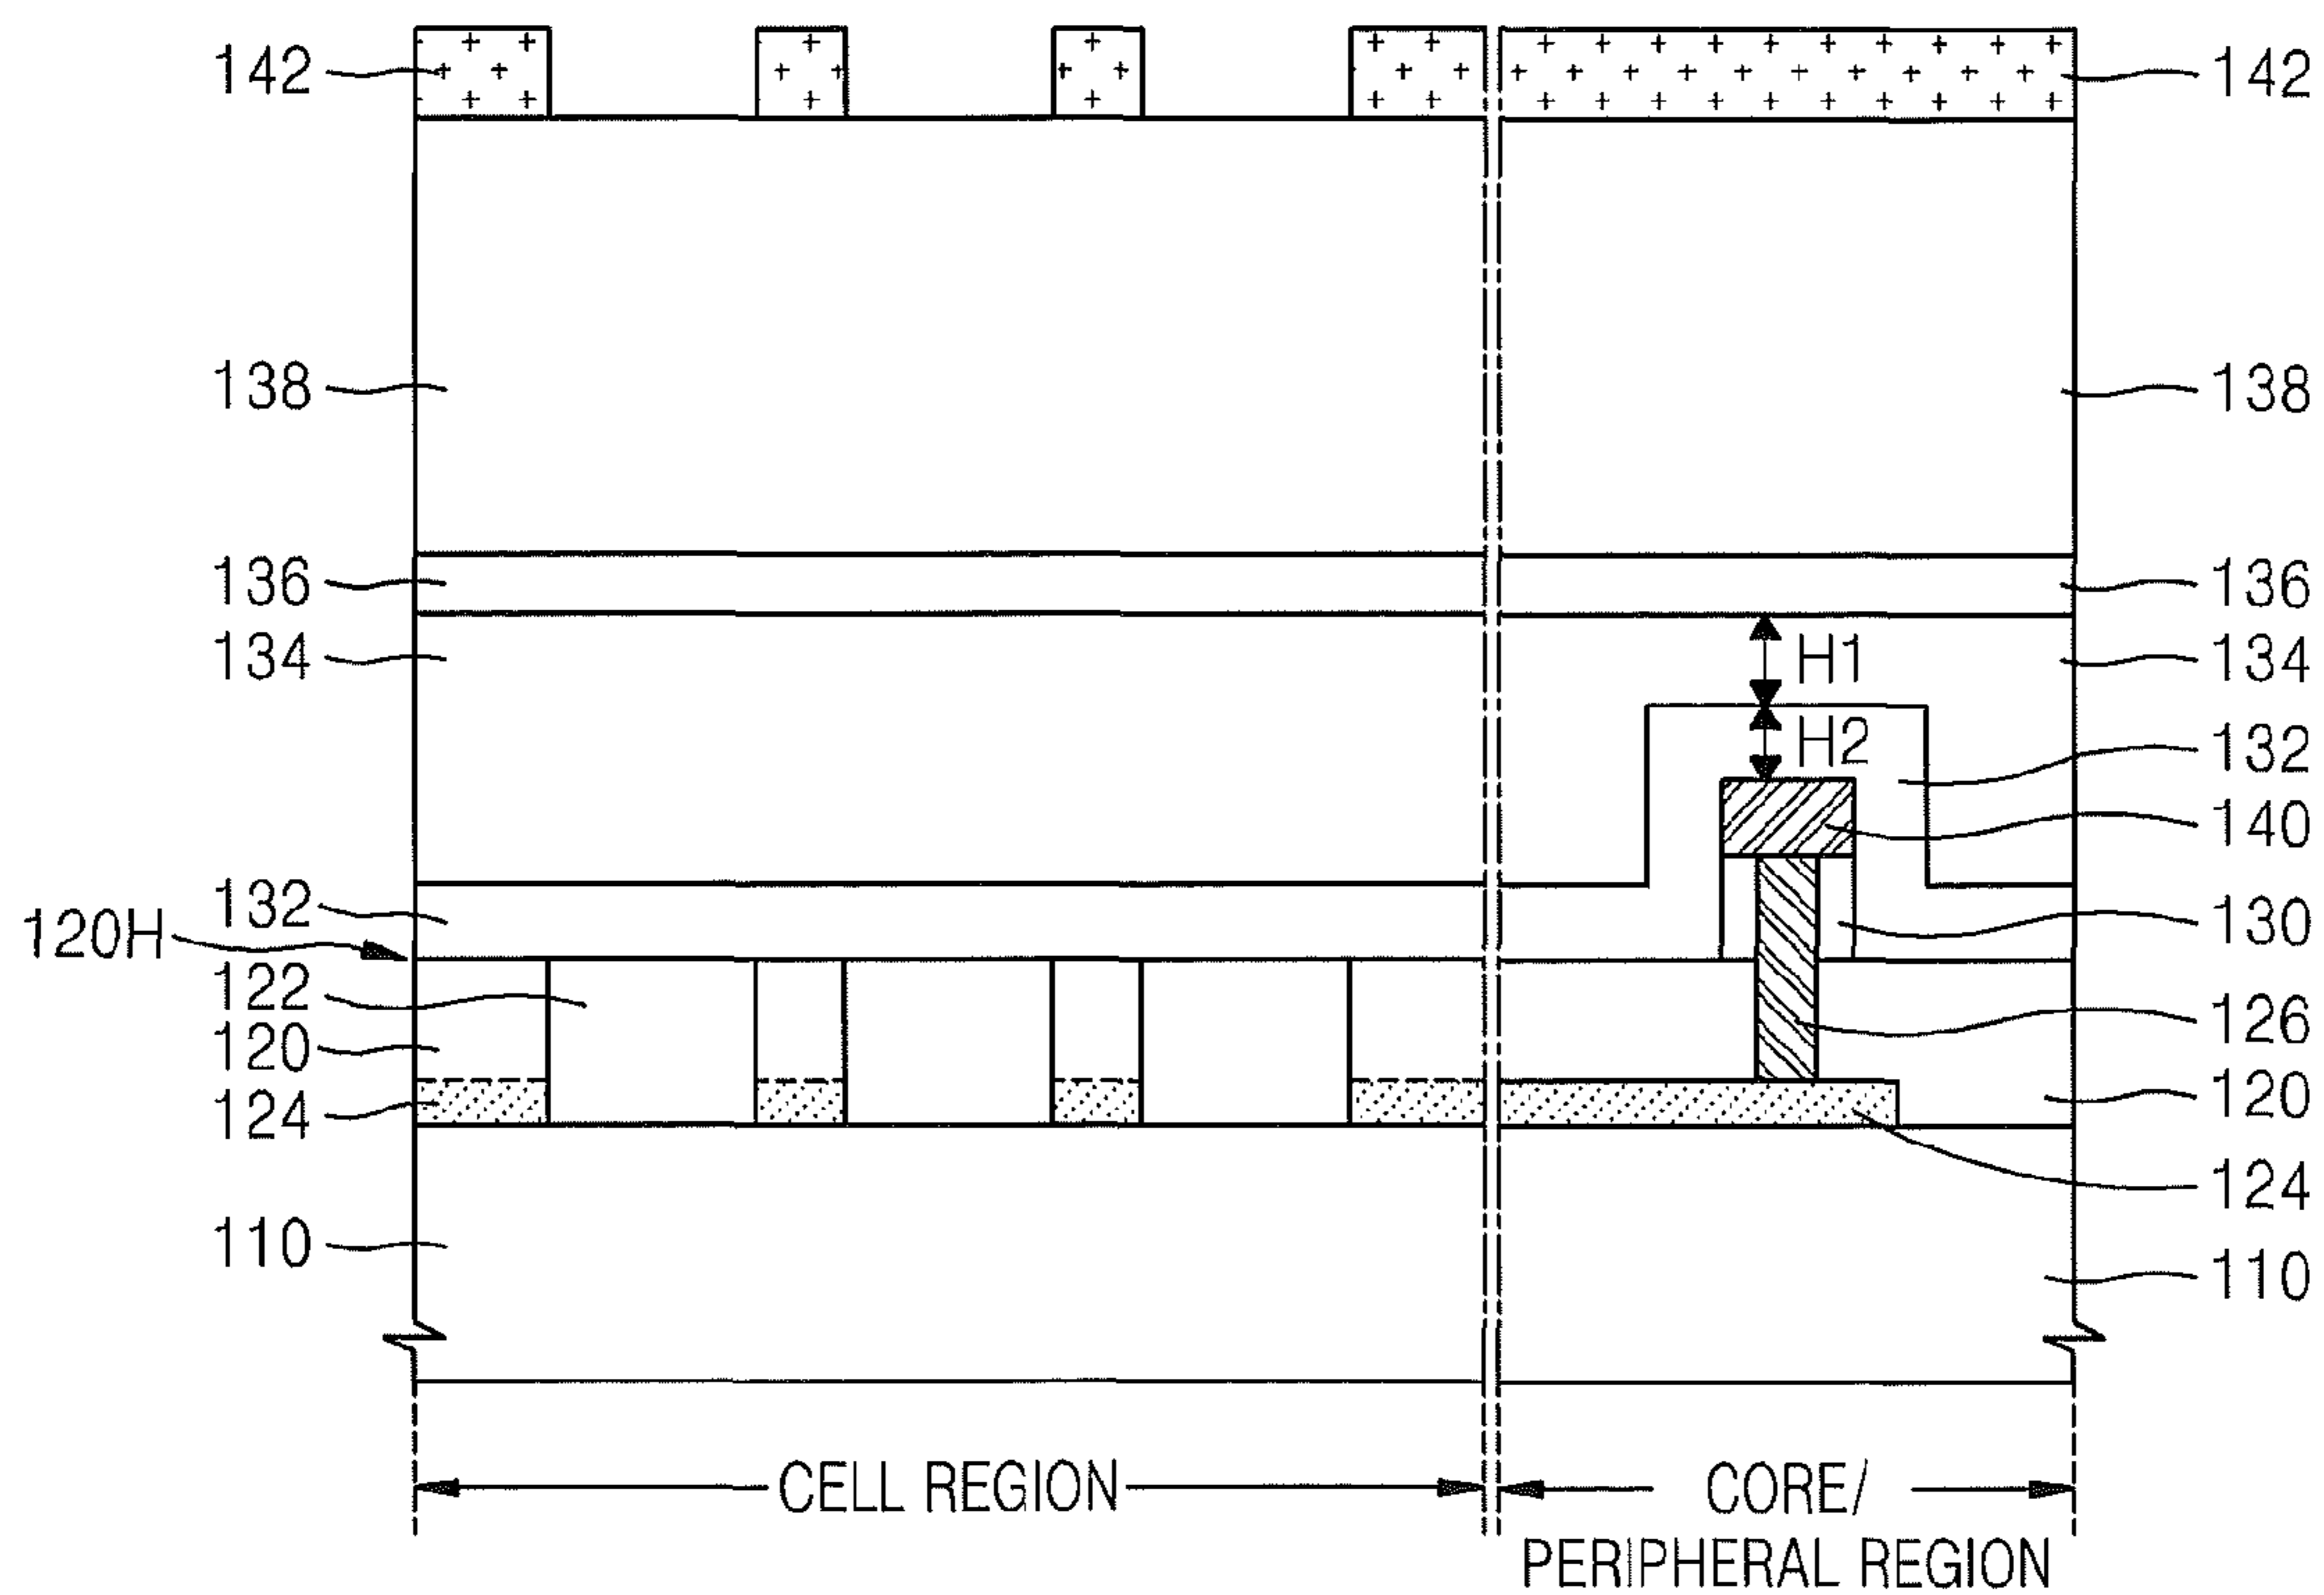 142 142
138 138
136 136
134 H1 134
H2 132
140
132 130
120H
122 126
120
124 120
124
110 110
CELL REGION CORE/
PERIPHERAL REGION